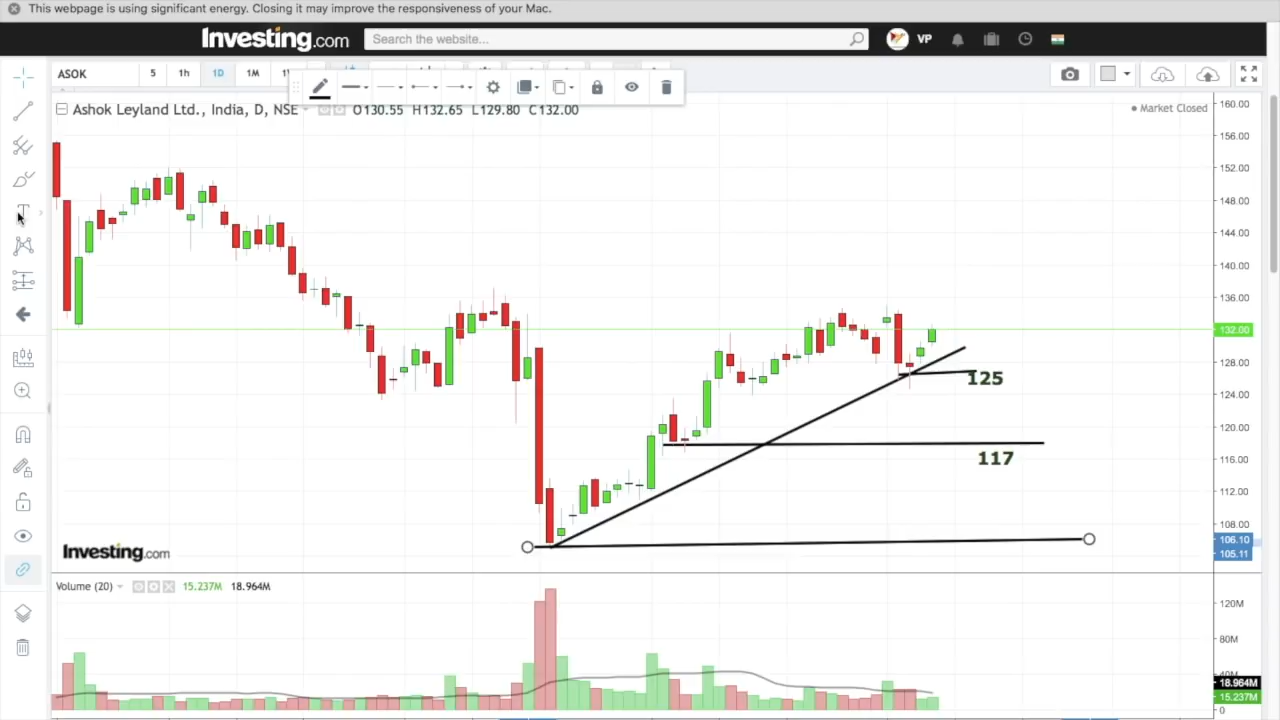 This webpage is using significant energy. Closing it may improve the responsiveness of your Mac.
Investing.com
Search the website...
VP
ASOK 5 1h 1D 1M
Ashok Leyland Ltd., India, D, NSE O130.55 H132.65 L129.80 C132.00
Market Closed
160.00
156.00
152.00
148.00
144.00
140.00
136.00
132.00
128.00
124.00
120.00
116.00
112.00
108.00
106.10
105.11
125
117
Investing.com
Volume (20) 15.237M 18.964M
120M
80M
40M
18.964M
15.237M
0